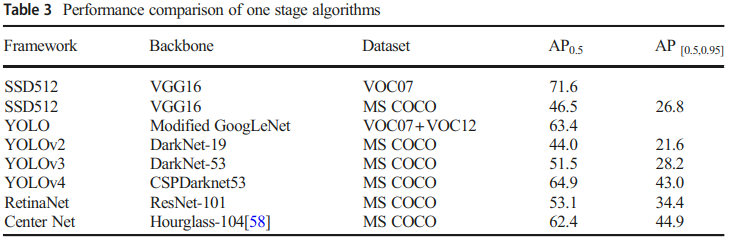 Table 3 Performance comparison of one stage algorithms
Framework Backbone Dataset AP0.5 AP [0.5,0.95]
SSD512 VGG16 VOC07 71.6
SSD512 VGG16 MS COCO 46.5 26.8
YOLO Modified GoogLeNet VOC07+VOC12 63.4
YOLOv2 DarkNet-19 MS COCO 44.0 21.6
YOLOv3 DarkNet-53 MS COCO 51.5 28.2
YOLOv4 CSPDarknet53 MS COCO 64.9 43.0
RetinaNet ResNet-101 MS COCO 53.1 34.4
Center Net Hourglass-104[58] MS COCO 62.4 44.9